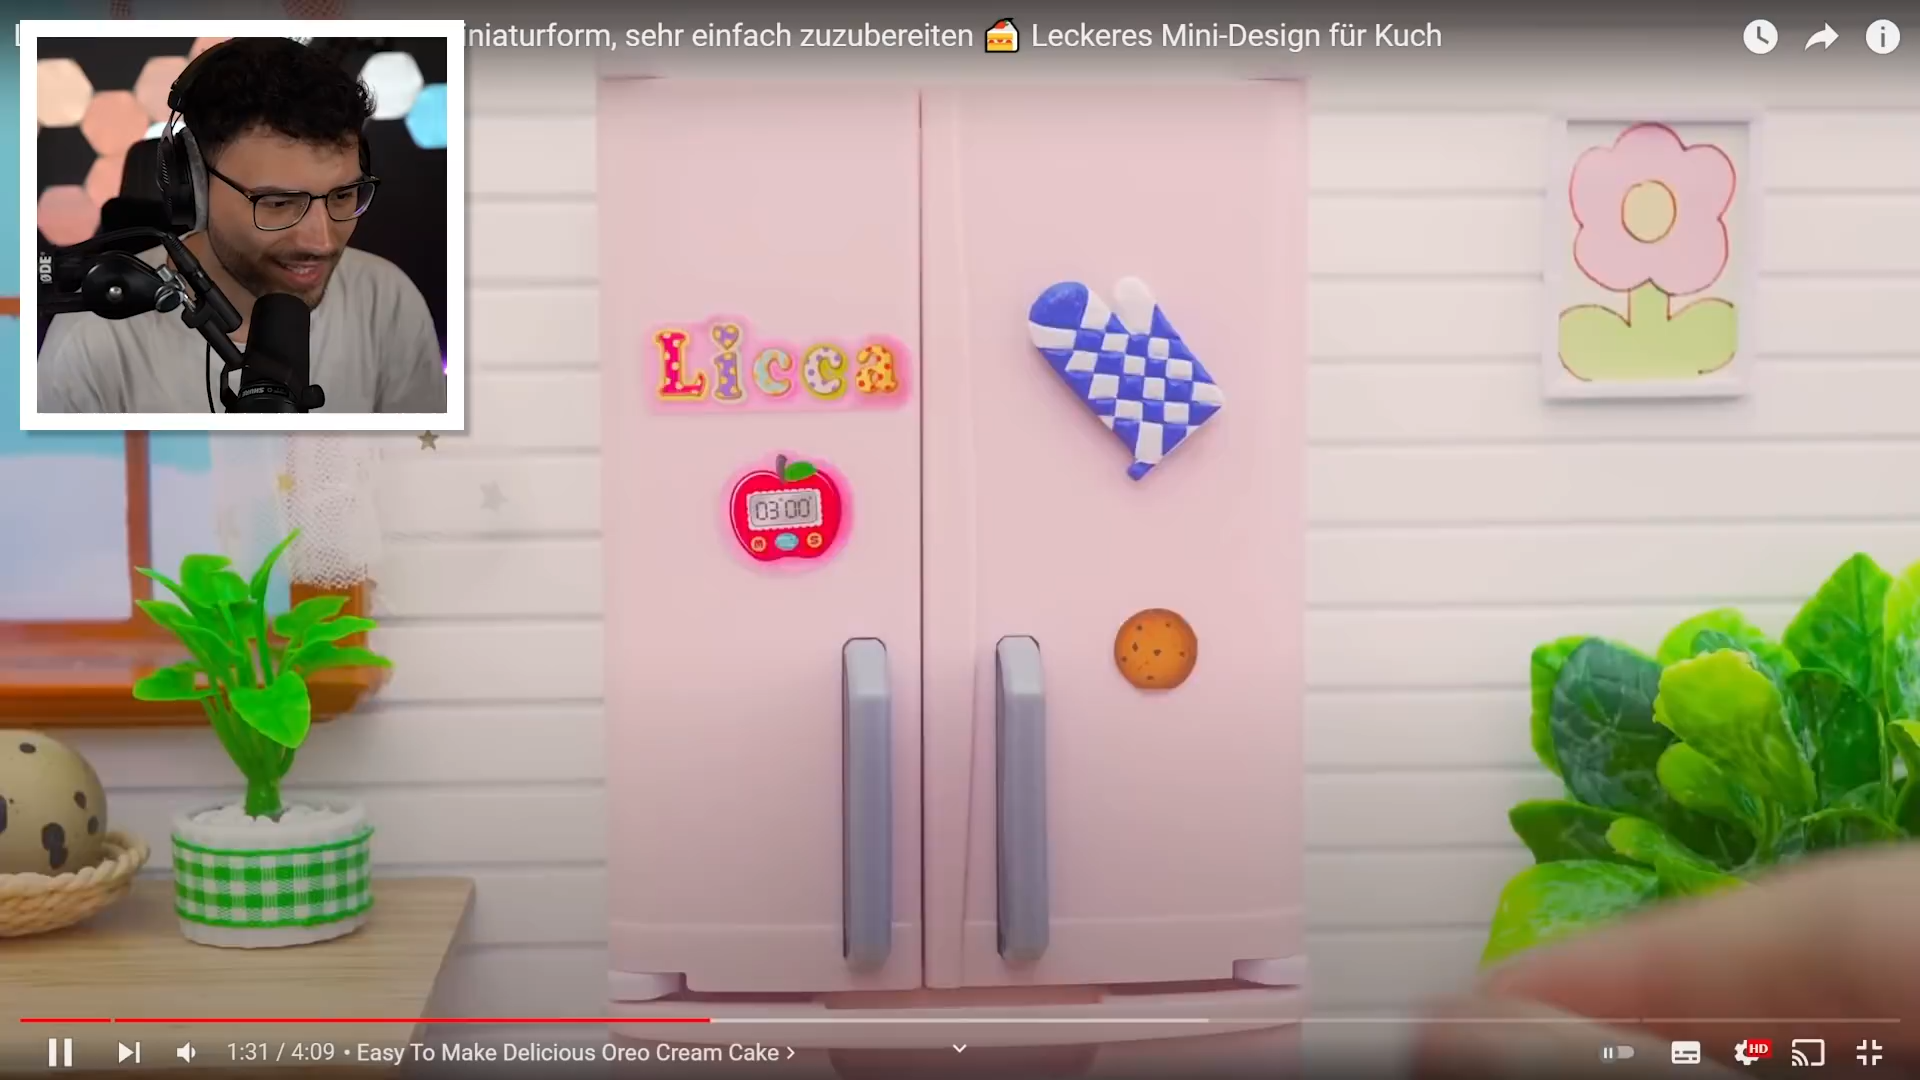 iniaturform, sehr einfach zuzubereiten 🍰 Leckeres Mini-Design für Kuch
Licca
03'00"
M
S
1:31 / 4:09 • Easy To Make Delicious Oreo Cream Cake
HD